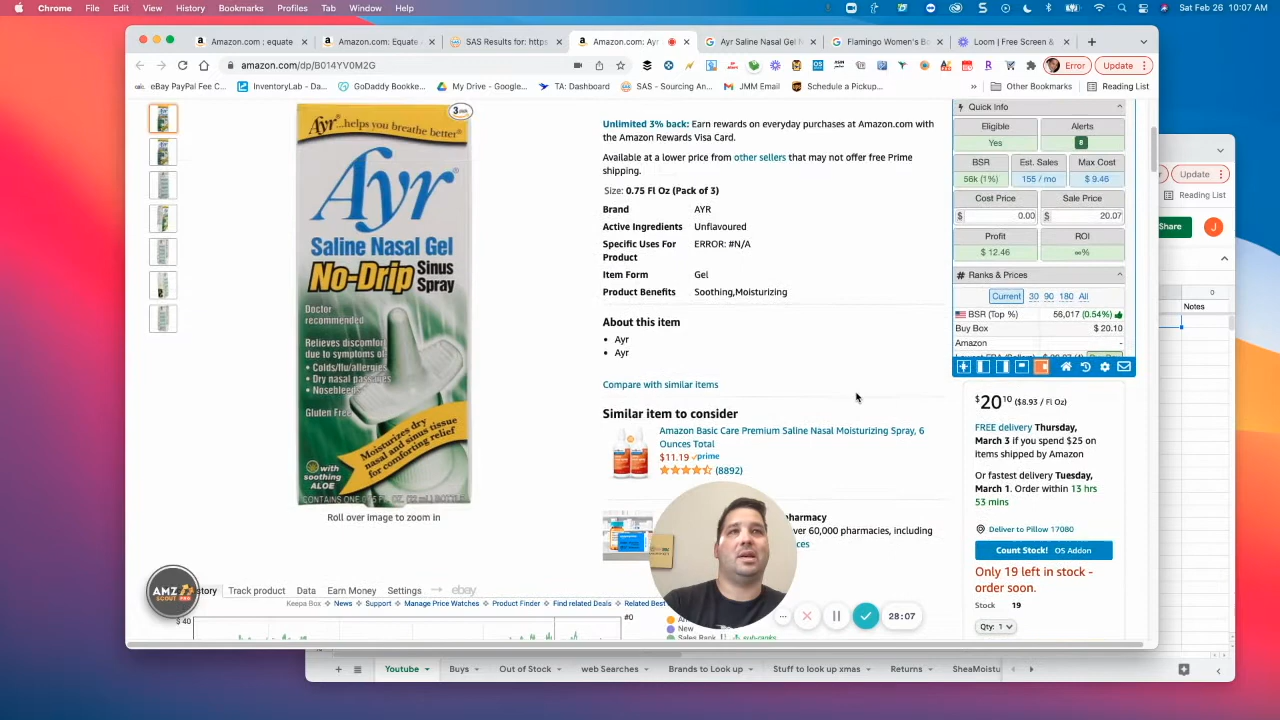 Chrome File Edit View History Bookmarks Profiles Tab Window Help
Sat Feb 26 10:07 AM
Amazon.com ; equate
Amazon.com: Equate
SAS Results for: https
Amazon.com: Ayr
Ayr Saline Nasal Gel
Flamingo Women's Bo
Loom | Free Screen &
amazon.com/dp/B014YV0M2G
Error
Update
eBay PayPal Fee C...
InventoryLab - Da...
GoDaddy Bookkee...
My Drive - Google...
TA: Dashboard
SAS - Sourcing An...
JMM Email
Schedule a Pickup...
»
Other Bookmarks
Reading List
3 pack
Ayr...helps you breathe better®
Ayr®
Saline Nasal Gel
No-Drip Sinus
Spray
Doctor
recommended
Relieves discomfort
due to symptoms of
• Colds/flu/allergies
• Dry nasal passages
• Nosebleeds
Gluten Free
Moisturizes dry
nasal and sinus tissue
for comforting relief
with
soothing
ALOE
Roll over image to zoom in
Unlimited 3% back: Earn rewards on everyday purchases at Amazon.com with
the Amazon Rewards Visa Card.
Available at a lower price from other sellers that may not offer free Prime
shipping.
Size: 0.75 Fl Oz (Pack of 3)
Brand AYR
Active Ingredients Unflavoured
Specific Uses For ERROR: #N/A
Product
Item Form Gel
Product Benefits Soothing,Moisturizing
About this item
• Ayr
• Ayr
Compare with similar items
Similar item to consider
Amazon Basic Care Premium Saline Nasal Moisturizing Spray, 6
Ounces Total
$11.19 prime
(8892)
harmacy
ver 60,000 pharmacies, including
ces
Quick Info
Eligible Alerts
Yes 8
BSR Est. Sales Max Cost
56k (1%) 155 / mo $ 9.46
Cost Price Sale Price
$ 0.00 $ 20.07
Profit ROI
$ 12.46 ∞%
Ranks & Prices
Current 30 90 180 All
BSR (Top %) 56,017 (0.54%)
Buy Box $ 20.10
Amazon -
$20 10 ($8.93 / Fl Oz)
FREE delivery Thursday,
March 3 if you spend $25 on
items shipped by Amazon
Or fastest delivery Tuesday,
March 1. Order within 13 hrs
53 mins
Deliver to Pillow 17080
Count Stock! OS Addon
Only 19 left in stock -
order soon.
Stock 19
Qty: 1
AMZ
SCOUT
PRO
story Track product Data Earn Money Settings ebay
Keepa Box News Support Manage Price Watches Product Finder Find related Deals Related Best
$ 40
#0
New
Sales Rank
sub-ranks
28:07
Update
Reading List
Share
J
0
Notes
Youtube Buys Out of Stock web Searches Brands to Look up Stuff to look up xmas Returns SheaMoistu